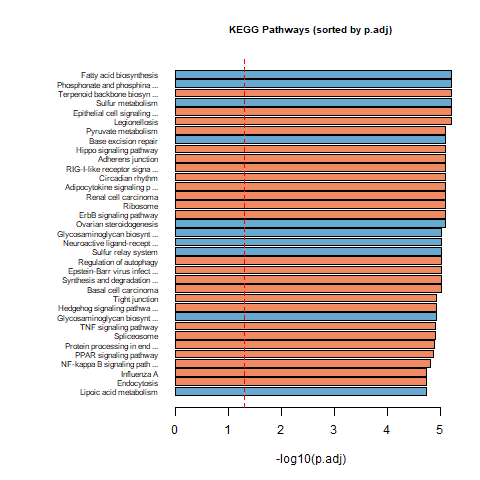 KEGG Pathways (sorted by p.adj)
Fatty acid biosynthesis
Phosphonate and phosphina ...
Terpenoid backbone biosyn ...
Sulfur metabolism
Epithelial cell signaling ...
Legionellosis
Pyruvate metabolism
Base excision repair
Hippo signaling pathway
Adherens junction
RIG-I-like receptor signa ...
Circadian rhythm
Adipocytokine signaling p ...
Renal cell carcinoma
Ribosome
ErbB signaling pathway
Ovarian steroidogenesis
Glycosaminoglycan biosynt ...
Neuroactive ligand-recept ...
Sulfur relay system
Regulation of autophagy
Epstein-Barr virus infect ...
Synthesis and degradation ...
Basal cell carcinoma
Tight junction
Hedgehog signaling pathwa ...
Glycosaminoglycan biosynt ...
TNF signaling pathway
Spliceosome
Protein processing in end ...
PPAR signaling pathway
NF-kappa B signaling path ...
Influenza A
Endocytosis
Lipoic acid metabolism
0 1 2 3 4 5
-log10(p.adj)